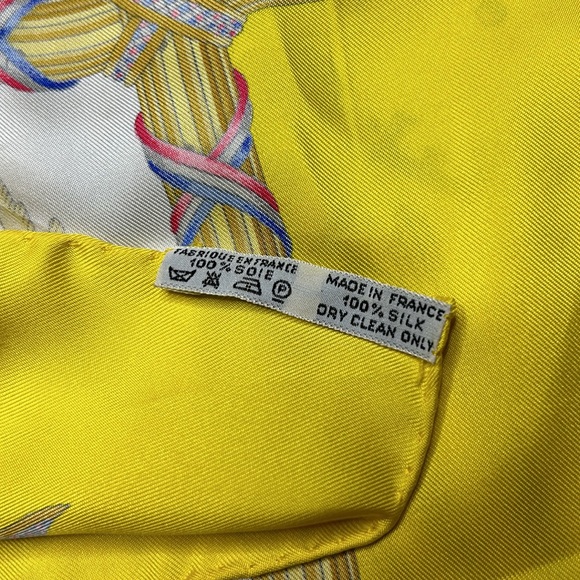 FABRIQUE EN FRANCE
100% SOIE
P
MADE IN FRANCE
100% SILK
DRY CLEAN ONLY